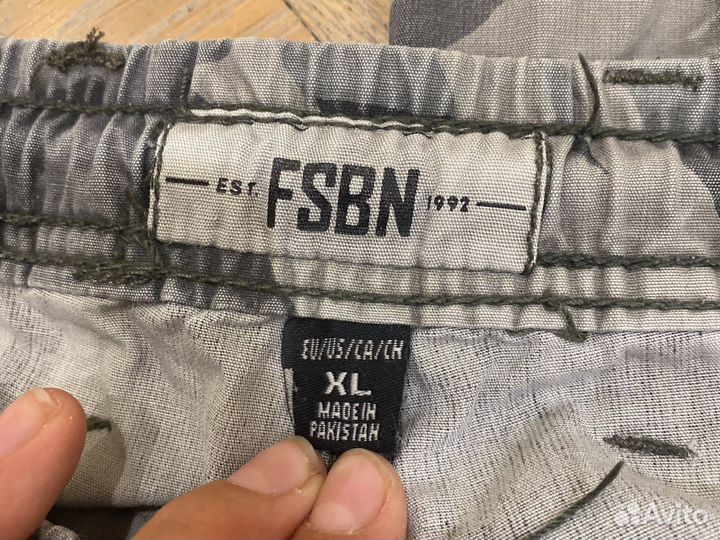 EST. FSBN 1992
EU/US/CA/CH
XL
MADE IN
PAKISTAN
Avito